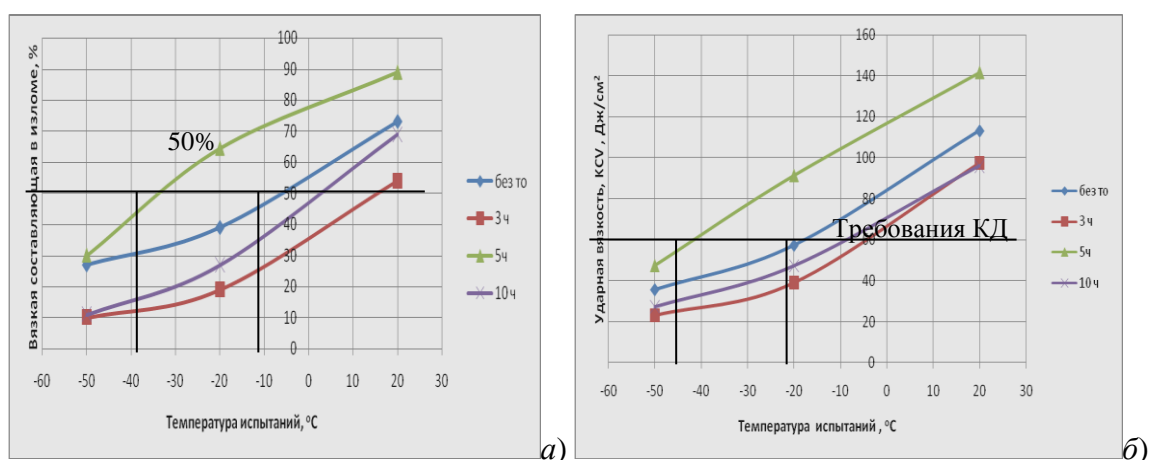 Вязкая составляющая в изломе, %
100
90
80
70
60
50
40
30
20
10
0
50%
-60 -50 -40 -30 -20 -10 0 10 20 30
Температура испытаний, ºС
без то
3 ч
5ч
10 ч
а)
Ударная вязкость, KCV , Дж/см²
160
140
120
100
80
60
40
20
0
Требования КД
-60 -50 -40 -30 -20 -10 0 10 20 30
Температура испытаний , ºС
без то
3 ч
5ч
10 ч
б)